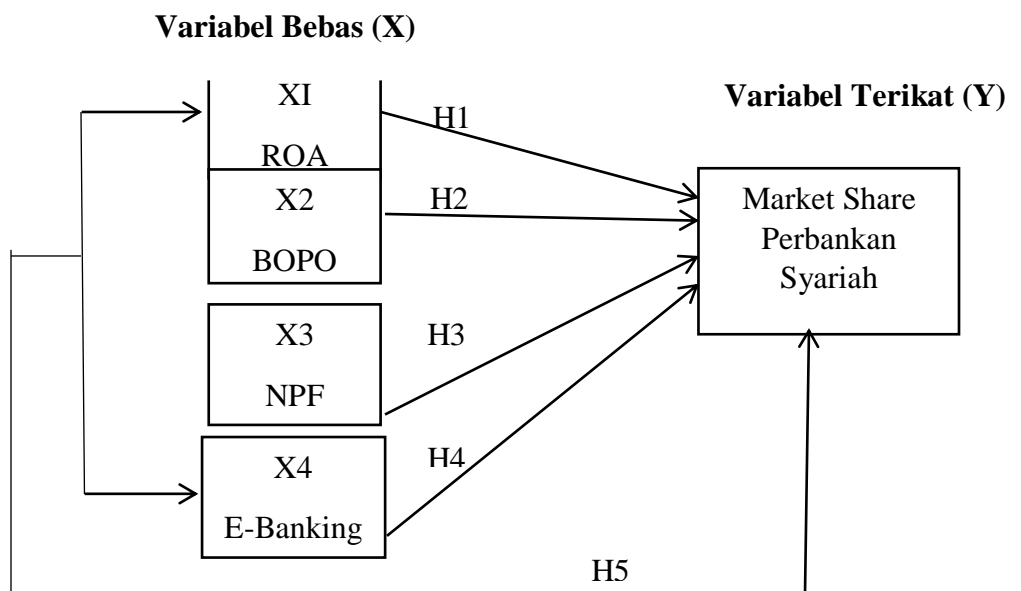 Variabel Bebas (X)
XI
ROA
X2
BOPO
X3
NPF
X4
E-Banking
H1
H2
H3
H4
H5
Variabel Terikat (Y)
Market Share
Perbankan
Syariah